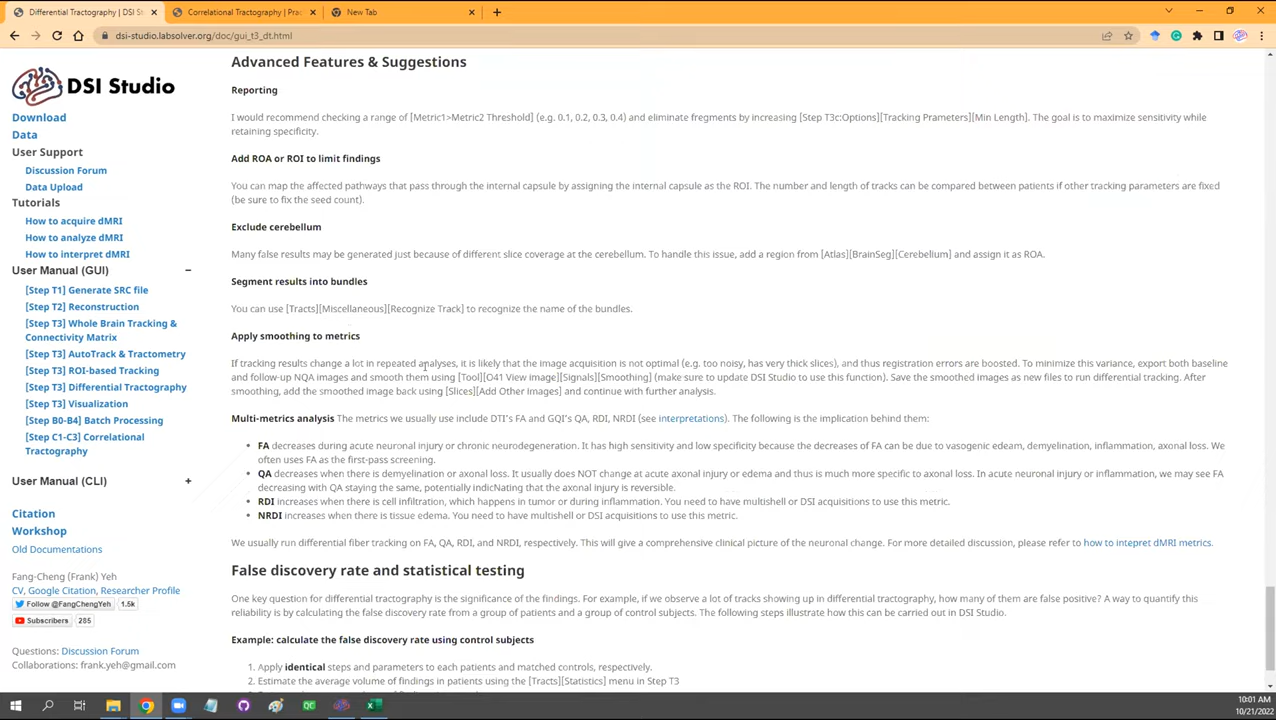 Differential Tractography | DSI St
Correlational Tractography | Prac
New Tab
dsi-studio.labsolver.org/doc/gui_t3_dt.html
DSI Studio
Download
Data
User Support
Discussion Forum
Data Upload
Tutorials
How to acquire dMRI
How to analyze dMRI
How to interpret dMRI
User Manual (GUI)
[Step T1] Generate SRC file
[Step T2] Reconstruction
[Step T3] Whole Brain Tracking &
Connectivity Matrix
[Step T3] AutoTrack & Tractometry
[Step T3] ROI-based Tracking
[Step T3] Differential Tractography
[Step T3] Visualization
[Step B0-B4] Batch Processing
[Step C1-C3] Correlational
Tractography
User Manual (CLI)
Citation
Workshop
Old Documentations
Fang-Cheng (Frank) Yeh
CV, Google Citation, Researcher Profile
Follow @FangChengYeh 1.5k
Subscribers 285
Questions: Discussion Forum
Collaborations: frank.yeh@gmail.com
Advanced Features & Suggestions
Reporting
I would recommend checking a range of [Metric1>Metric2 Threshold] (e.g. 0.1, 0.2, 0.3, 0.4) and eliminate fregments by increasing [Step T3c:Options][Tracking Prameters][Min Length]. The goal is to maximize sensitivity while
retaining specificity.
Add ROA or ROI to limit findings
You can map the affected pathways that pass through the internal capsule by assigning the internal capsule as the ROI. The number and length of tracks can be compared between patients if other tracking parameters are fixed
(be sure to fix the seed count).
Exclude cerebellum
Many false results may be generated just because of different slice coverage at the cerebellum. To handle this issue, add a region from [Atlas][BrainSeg][Cerebelium] and assign it as ROA.
Segment results into bundles
You can use [Tracts][Miscellaneous][Recognize Track] to recognize the name of the bundles.
Apply smoothing to metrics
If tracking results change a lot in repeated analyses, it is likely that the image acquisition is not optimal (e.g. too noisy, has very thick slices), and thus registration errors are boosted. To minimize this variance, export both baseline
and follow-up NQA images and smooth them using [Tool][O41 View image][Signals][Smoothing] (make sure to update DSI Studio to use this function). Save the smoothed images as new files to run differential tracking. After
smoothing, add the smoothed image back using [Slices][Add Other Images] and continue with further analysis.
Multi-metrics analysis The metrics we usually use include DTI's FA and GQI's QA, RDI, NRDI (see interpretations). The following is the implication behind them:
• FA decreases during acute neuronal injury or chronic neurodegeneration. It has high sensitivity and low specificity because the decreases of FA can be due to vasogenic edeam, demyelination, inflammation, axonal loss. We
often uses FA as the first-pass screening.
• QA decreases when there is demyelination or axonal loss. It usually does NOT change at acute axonal injury or edema and thus is much more specific to axonal loss. In acute neuronal injury or inflammation, we may see FA
decreasing with QA staying the same, potentially indicNating that the axonal injury is reversible.
• RDI increases when there is cell infiltration, which happens in tumor or during inflammation. You need to have multishell or DSI acquisitions to use this metric.
• NRDI increases when there is tissue edema. You need to have multishell or DSI acquisitions to use this metric.
We usually run differential fiber tracking on FA, QA, RDI, and NRDI, respectively. This will give a comprehensive clinical picture of the neuronal change. For more detailed discussion, please refer to how to intepret dMRI metrics.
False discovery rate and statistical testing
One key question for differential tractography is the significance of the findings. For example, if we observe a lot of tracks showing up in differential tractography, how many of them are false positive? A way to quantify this
reliability is by calculating the false discovery rate from a group of patients and a group of control subjects. The following steps illustrate how this can be carried out in DSI Studio.
Example: calculate the false discovery rate using control subjects
1. Apply identical steps and parameters to each patients and matched controls, respectively.
2. Estimate the average volume of findings in patients using the [Tracts][Statistics] menu in Step T3
10:01 AM
10/21/2022